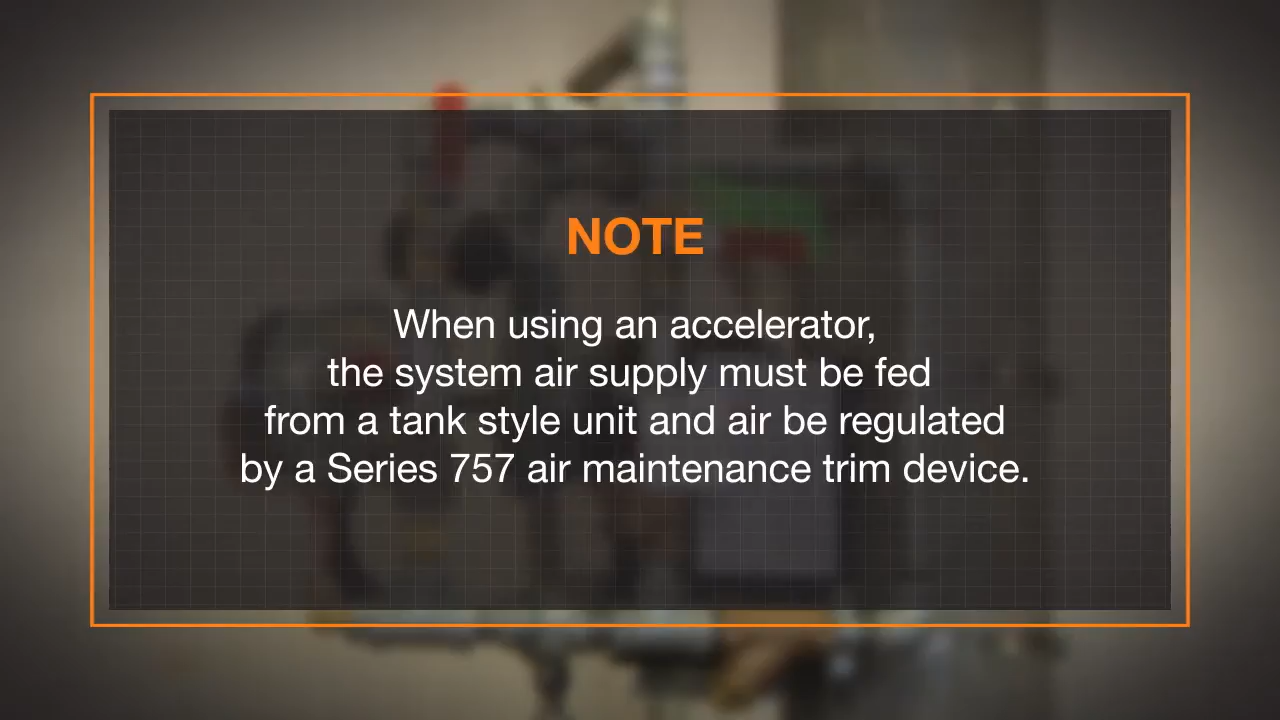 NOTE
When using an accelerator,
the system air supply must be fed
from a tank style unit and air be regulated
by a Series 757 air maintenance trim device.